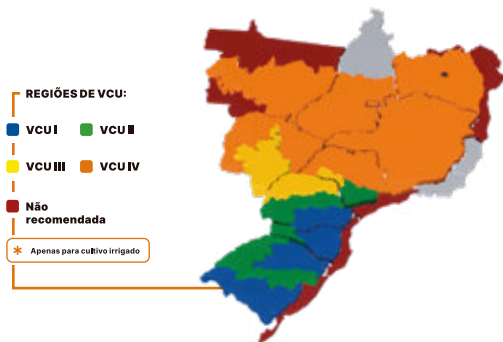 REGIÕES DE VCU:
VCU I VCU II
VCU III VCU IV
Não
recomendada
* Apenas para cultivo irrigado